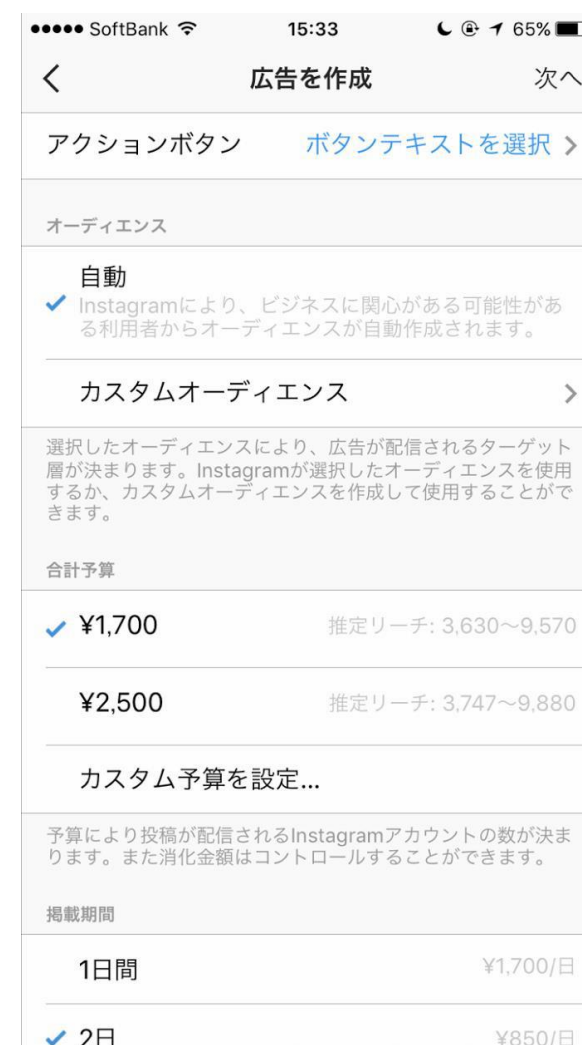 SoftBank 15:33 65%
広告を作成 次へ
アクションボタン ボタンテキストを選択
オーディエンス
自動
Instagramにより、ビジネスに関心がある可能性があ
る利用者からオーディエンスが自動作成されます。
カスタムオーディエンス
選択したオーディエンスにより、広告が配信されるターゲット
層が決まります。Instagramが選択したオーディエンスを使用
するか、カスタムオーディエンスを作成して使用することがで
きます。
合計予算
¥1,700 推定リーチ: 3,630〜9,570
¥2,500 推定リーチ: 3,747〜9,880
カスタム予算を設定...
予算により投稿が配信されるInstagramアカウントの数が決ま
ります。また消化金額はコントロールすることができます。
掲載期間
1日間 ¥1,700/日
2日 ¥850/日